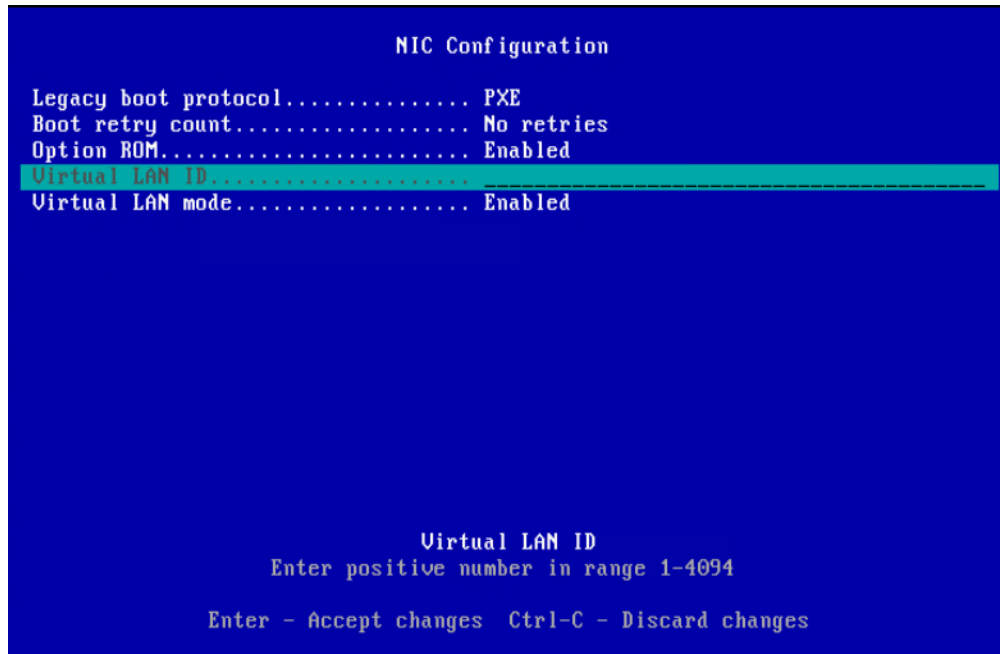 NIC Configuration
Legacy boot protocol............... PXE
Boot retry count................... No retries
Option ROM......................... Enabled
Virtual LAN ID..................... ________________________________________
Virtual LAN mode................... Enabled
Virtual LAN ID
Enter positive number in range 1-4094
Enter - Accept changes  Ctrl-C - Discard changes